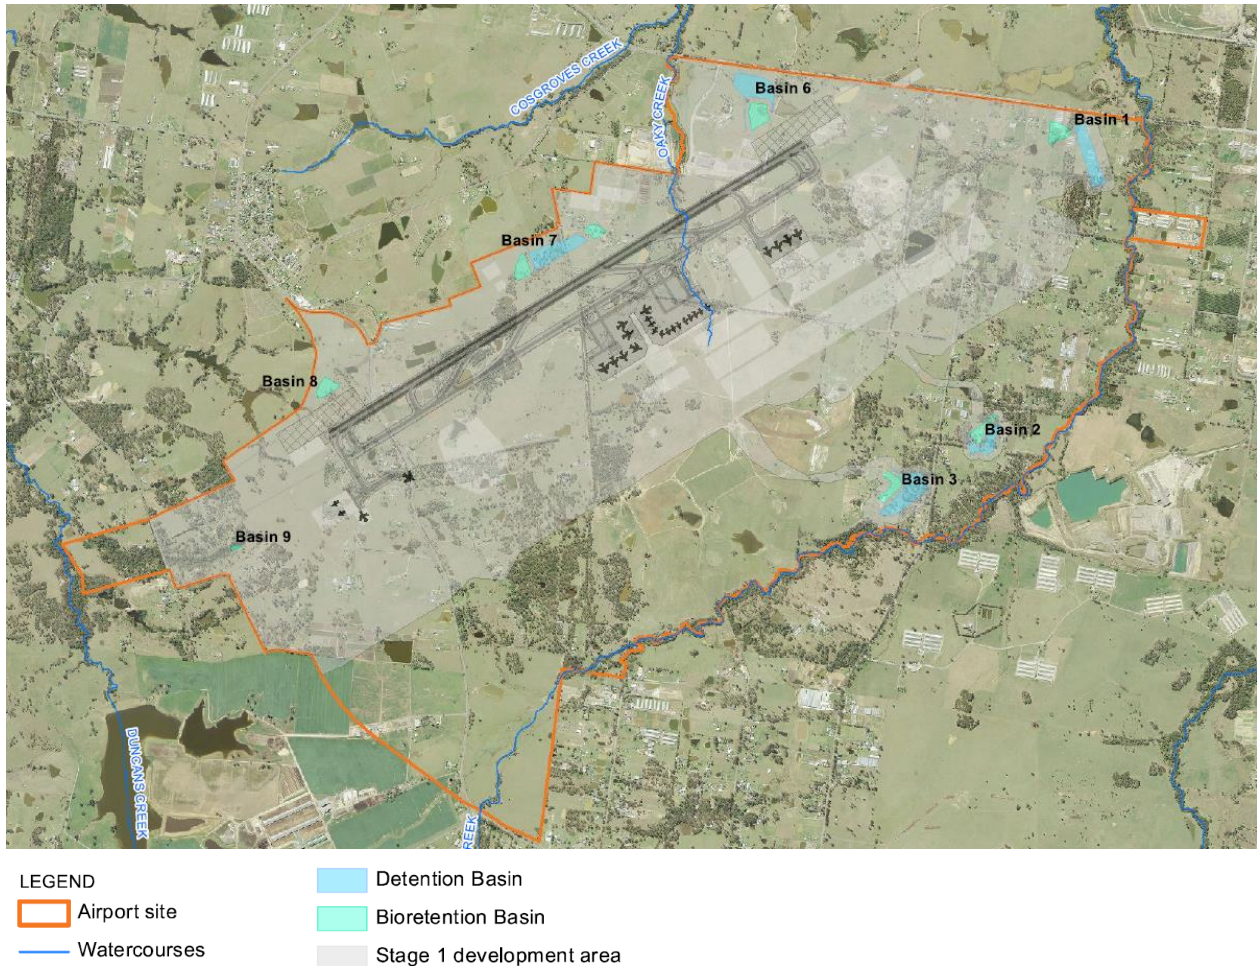 COSGROVES CREEK
OAKY CREEK
Basin 6
Basin 1
Basin 7
Basin 8
Basin 2
Basin 3
Basin 9
DUNCANS CREEK
REEK
LEGEND
Airport site
Watercourses
Detention Basin
Bioretention Basin
Stage 1 development area